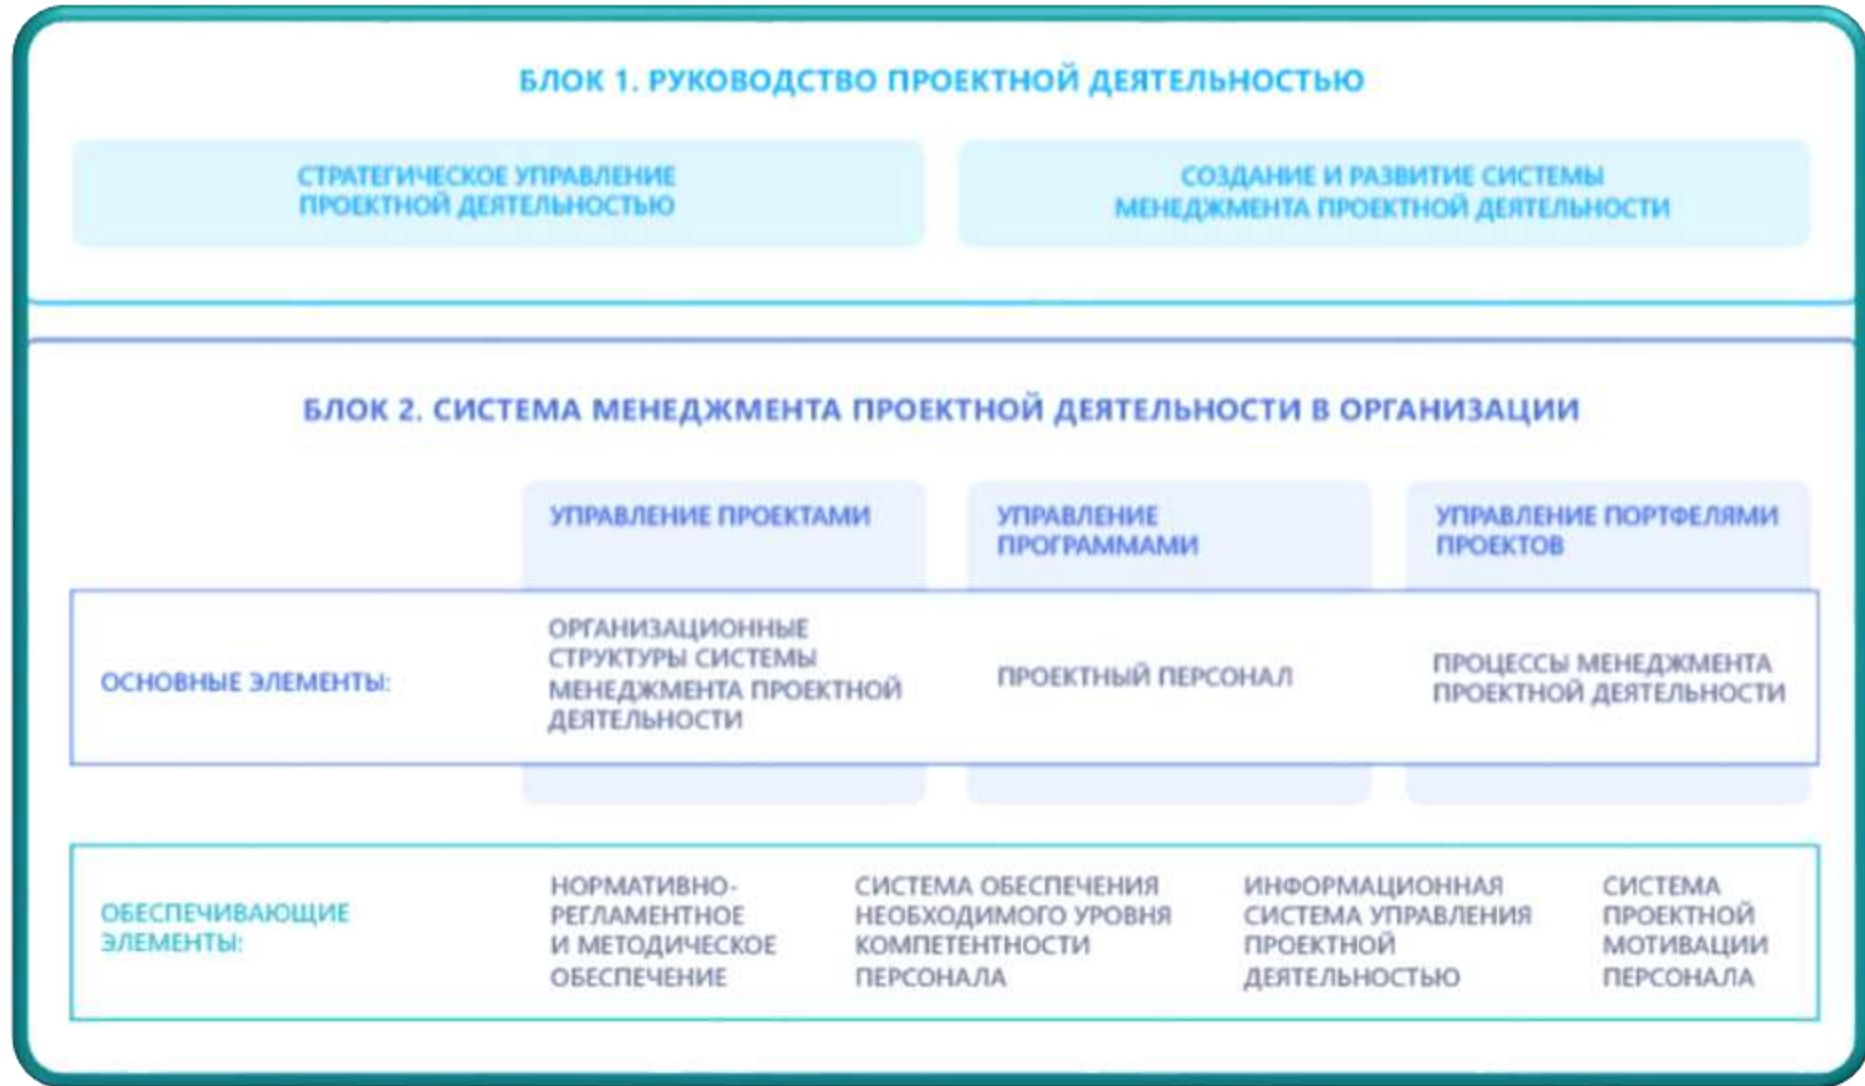 БЛОК 1. РУКОВОДСТВО ПРОЕКТНОЙ ДЕЯТЕЛЬНОСТЬЮ
СТРАТЕГИЧЕСКОЕ УПРАВЛЕНИЕ
ПРОЕКТНОЙ ДЕЯТЕЛЬНОСТЬЮ
СОЗДАНИЕ И РАЗВИТИЕ СИСТЕМЫ
МЕНЕДЖМЕНТА ПРОЕКТНОЙ ДЕЯТЕЛЬНОСТИ
БЛОК 2. СИСТЕМА МЕНЕДЖМЕНТА ПРОЕКТНОЙ ДЕЯТЕЛЬНОСТИ В ОРГАНИЗАЦИИ
УПРАВЛЕНИЕ ПРОЕКТАМИ
УПРАВЛЕНИЕ
ПРОГРАММАМИ
УПРАВЛЕНИЕ ПОРТФЕЛЯМИ
ПРОЕКТОВ
ОСНОВНЫЕ ЭЛЕМЕНТЫ:
ОРГАНИЗАЦИОННЫЕ
СТРУКТУРЫ СИСТЕМЫ
МЕНЕДЖМЕНТА ПРОЕКТНОЙ
ДЕЯТЕЛЬНОСТИ
ПРОЕКТНЫЙ ПЕРСОНАЛ
ПРОЦЕССЫ МЕНЕДЖМЕНТА
ПРОЕКТНОЙ ДЕЯТЕЛЬНОСТИ
ОБЕСПЕЧИВАЮЩИЕ
ЭЛЕМЕНТЫ:
НОРМАТИВНО-
РЕГЛАМЕНТНОЕ
И МЕТОДИЧЕСКОЕ
ОБЕСПЕЧЕНИЕ
СИСТЕМА ОБЕСПЕЧЕНИЯ
НЕОБХОДИМОГО УРОВНЯ
КОМПЕТЕНТНОСТИ
ПЕРСОНАЛА
ИНФОРМАЦИОННАЯ
СИСТЕМА УПРАВЛЕНИЯ
ПРОЕКТНОЙ
ДЕЯТЕЛЬНОСТЬЮ
СИСТЕМА
ПРОЕКТНОЙ
МОТИВАЦИИ
ПЕРСОНАЛА